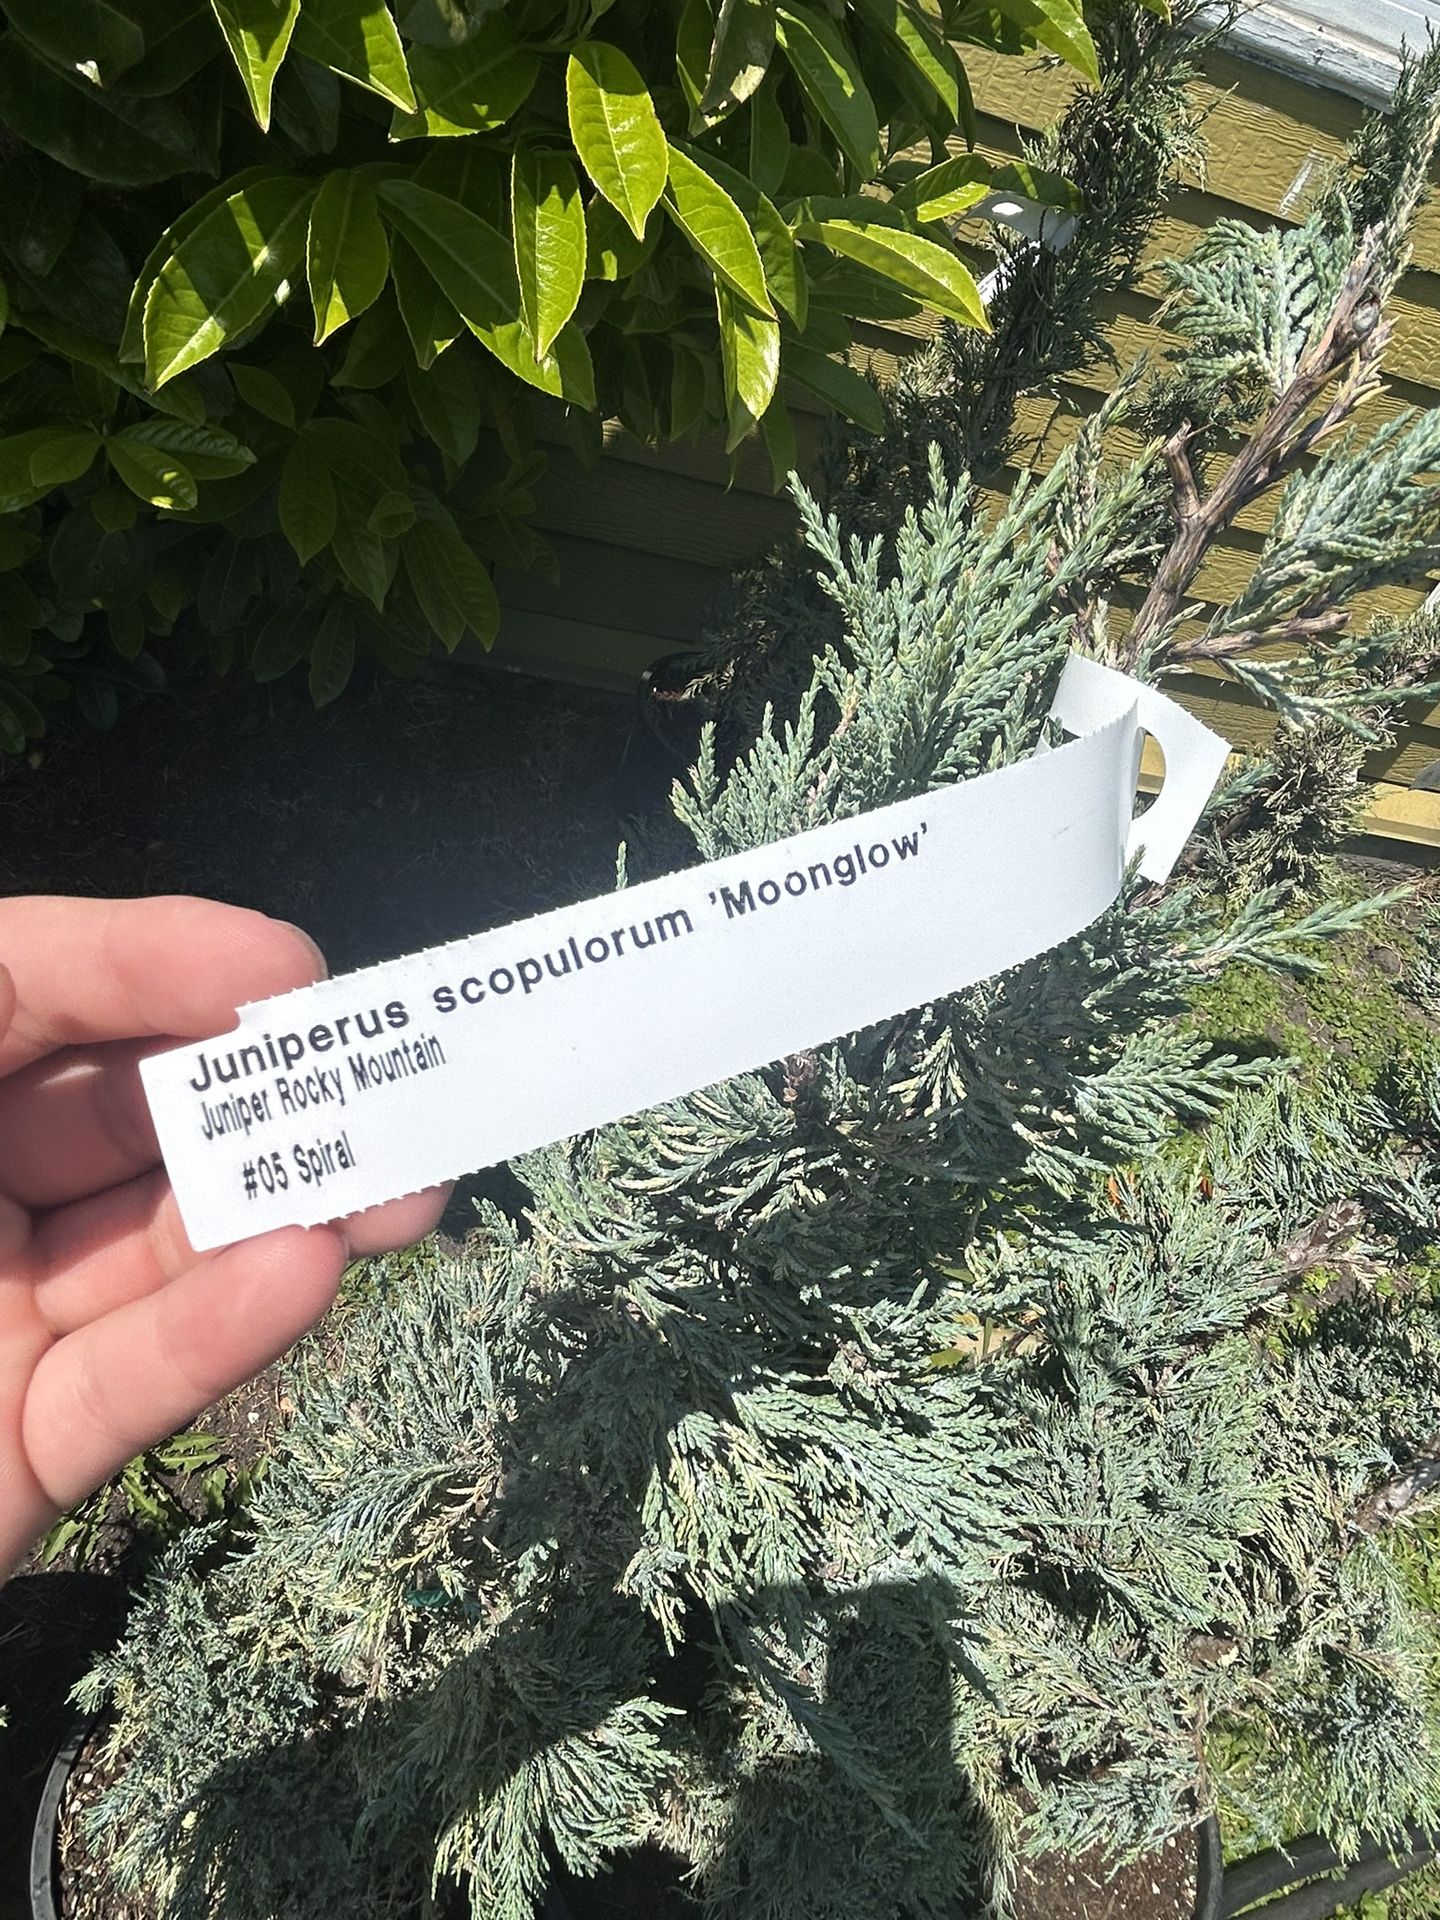 Juniperus scopulorum 'Moonglow'
Juniper Rocky Mountain
#05 Spiral